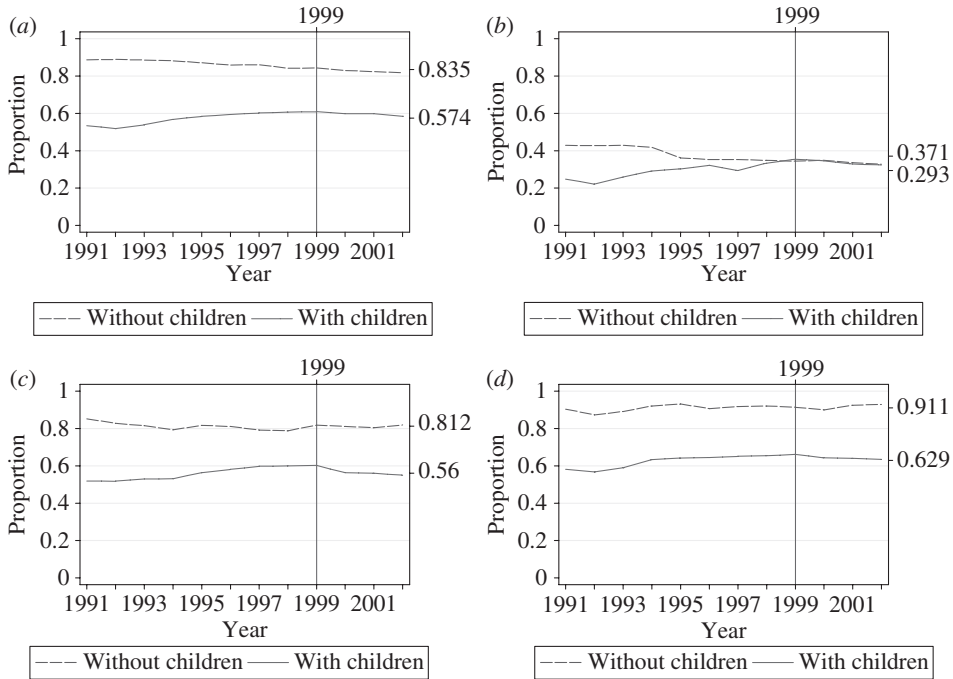 (a)
1999
1
0.8
0.6
0.4
0.2
0
Proportion
0.835
0.574
1991 1993 1995 1997 1999 2001
Year
Without children With children
(b)
1999
1
0.8
0.6
0.4
0.2
0
Proportion
0.371
0.293
1991 1993 1995 1997 1999 2001
Year
Without children With children
(c)
1999
1
0.8
0.6
0.4
0.2
0
Proportion
0.812
0.56
1991 1993 1995 1997 1999 2001
Year
Without children With children
(d)
1999
1
0.8
0.6
0.4
0.2
0
Proportion
0.911
0.629
1991 1993 1995 1997 1999 2001
Year
Without children With children